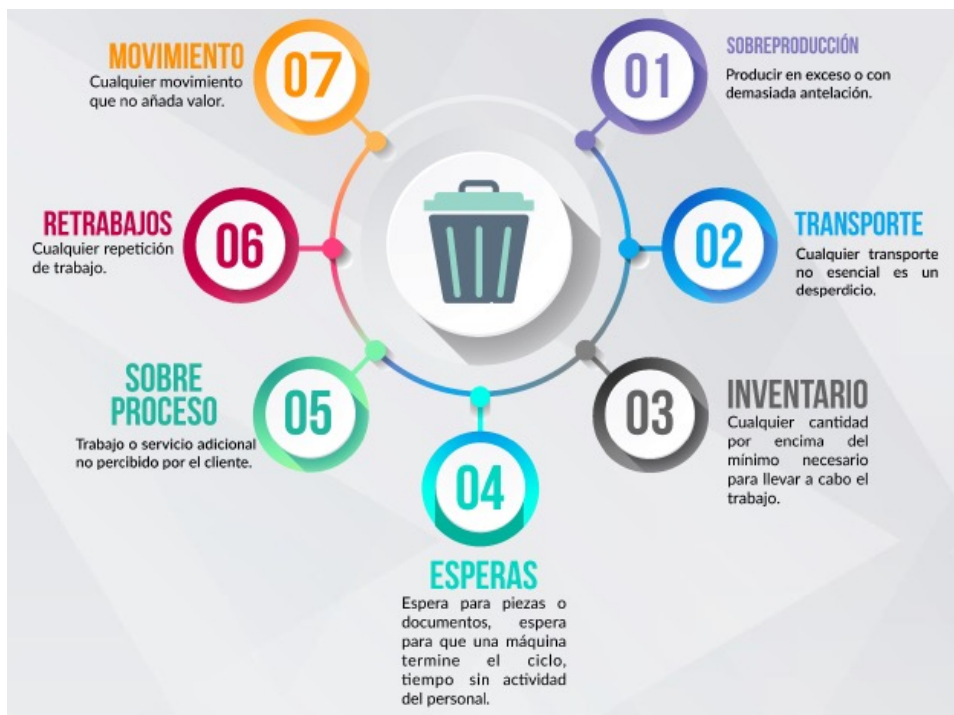 01
SOBREPRODUCCIÓN
Producir en exceso o con
demasiada antelación.
02
TRANSPORTE
Cualquier transporte
no esencial es un
desperdicio.
03
INVENTARIO
Cualquier cantidad
por encima del
mínimo necesario
para llevar a cabo el
trabajo.
04
ESPERAS
Espera para piezas o
documentos, espera
para que una máquina
termine el ciclo,
tiempo sin actividad
del personal.
05
SOBRE
PROCESO
Trabajo o servicio adicional
no percibido por el cliente.
06
RETRABAJOS
Cualquier repetición
de trabajo.
07
MOVIMIENTO
Cualquier movimiento
que no añada valor.